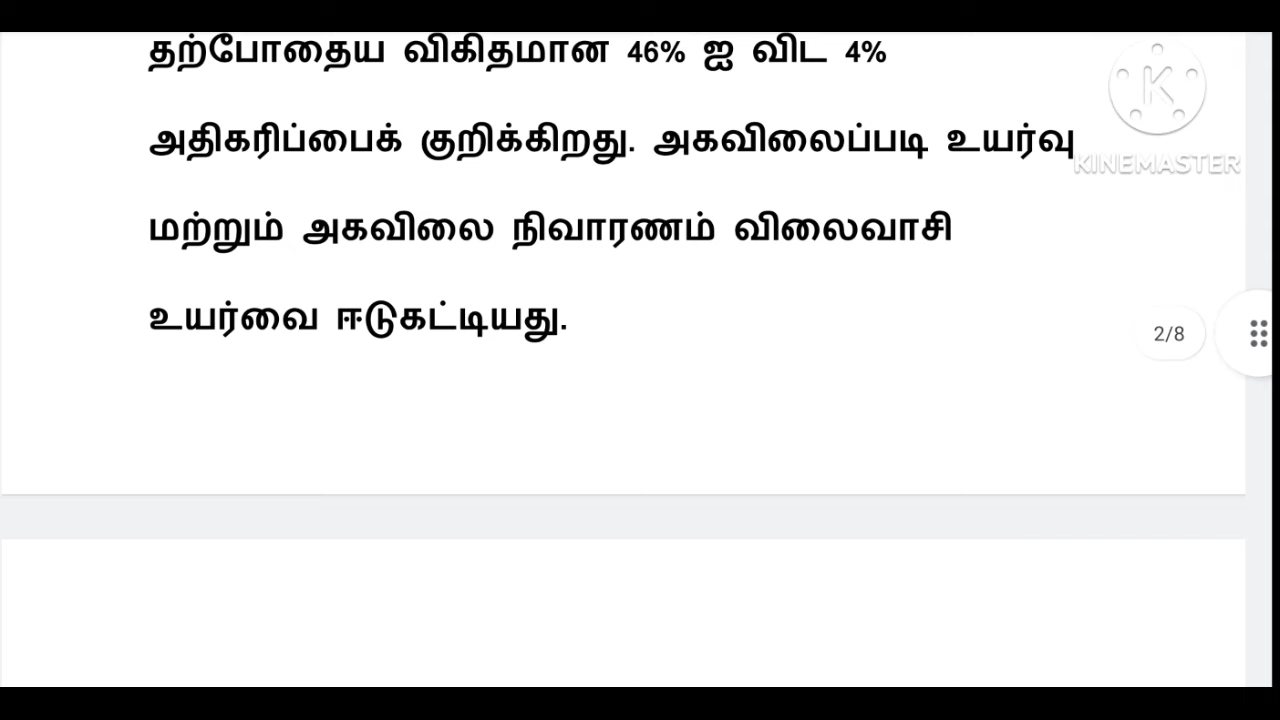 தற்போதைய விகிதமான 46% ஐ விட 4%
அதிகரிப்பைக் குறிக்கிறது. அகவிலைப்படி உயர்வு
மற்றும் அகவிலை நிவாரணம் விலைவாசி
உயர்வை ஈடுகட்டியது.
K
KINEMASTER
2/8